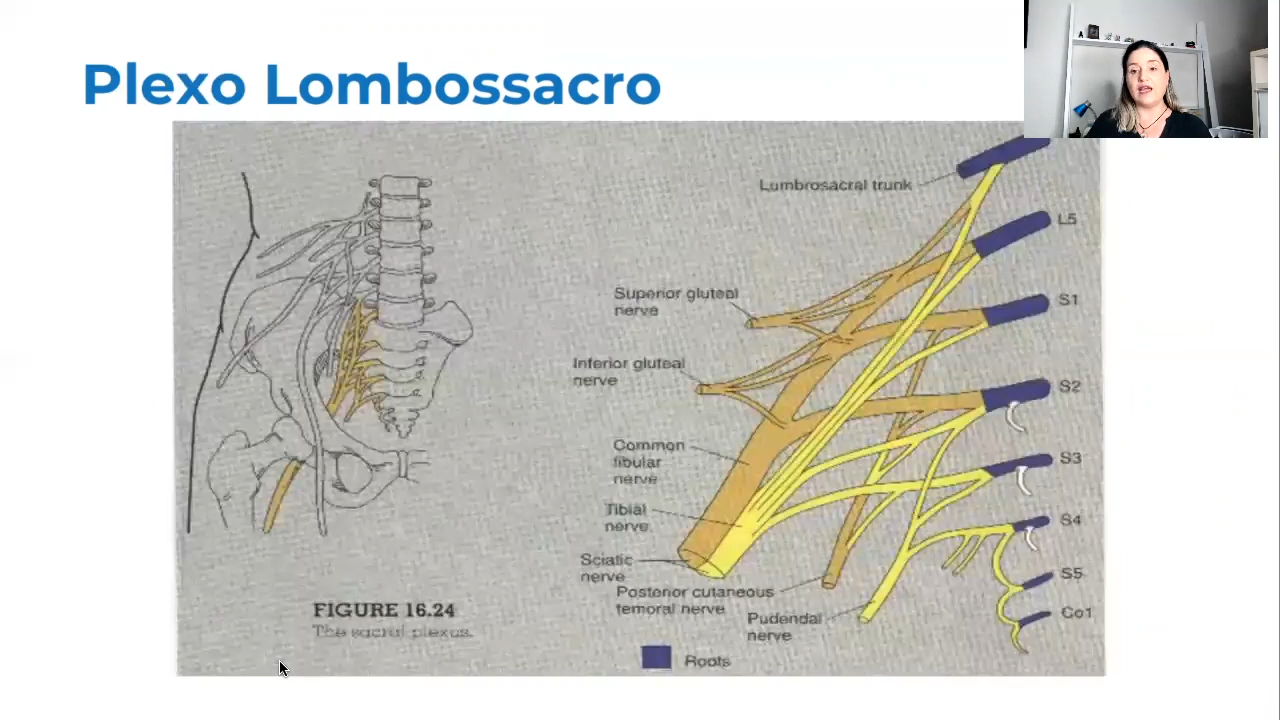 Plexo Lombossacro
Lumbrosacral trunk
L5
Superior gluteal
nerve
S1
Inferior gluteal
nerve
S2
Common
fibular
nerve
S3
Tibial
nerve
S4
Sciatic
nerve
S5
Posterior cutaneous
temoral nerve
Pudendal
nerve
Co1
FIGURE 16.24
The sacral plexus.
Roots